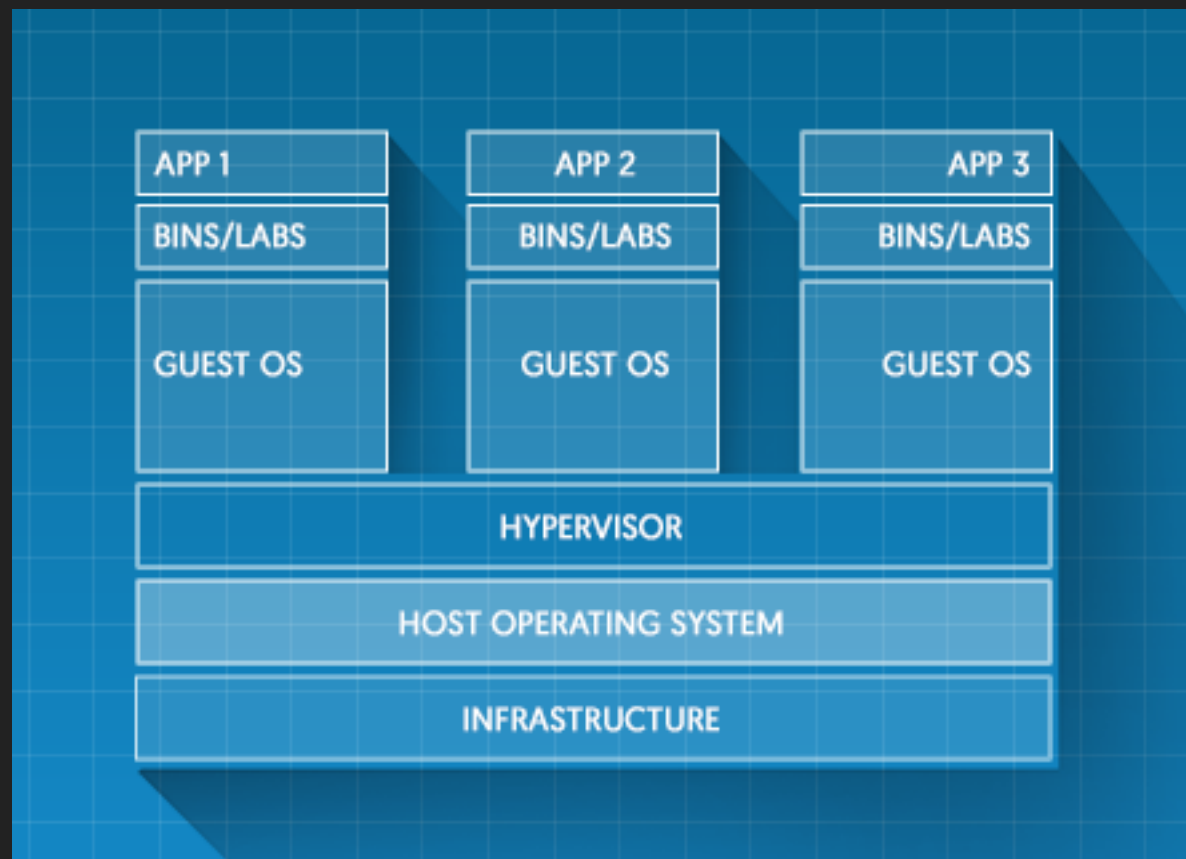 APP 1 APP 2 APP 3
BINS/LABS BINS/LABS BINS/LABS
GUEST OS GUEST OS GUEST OS
HYPERVISOR
HOST OPERATING SYSTEM
INFRASTRUCTURE